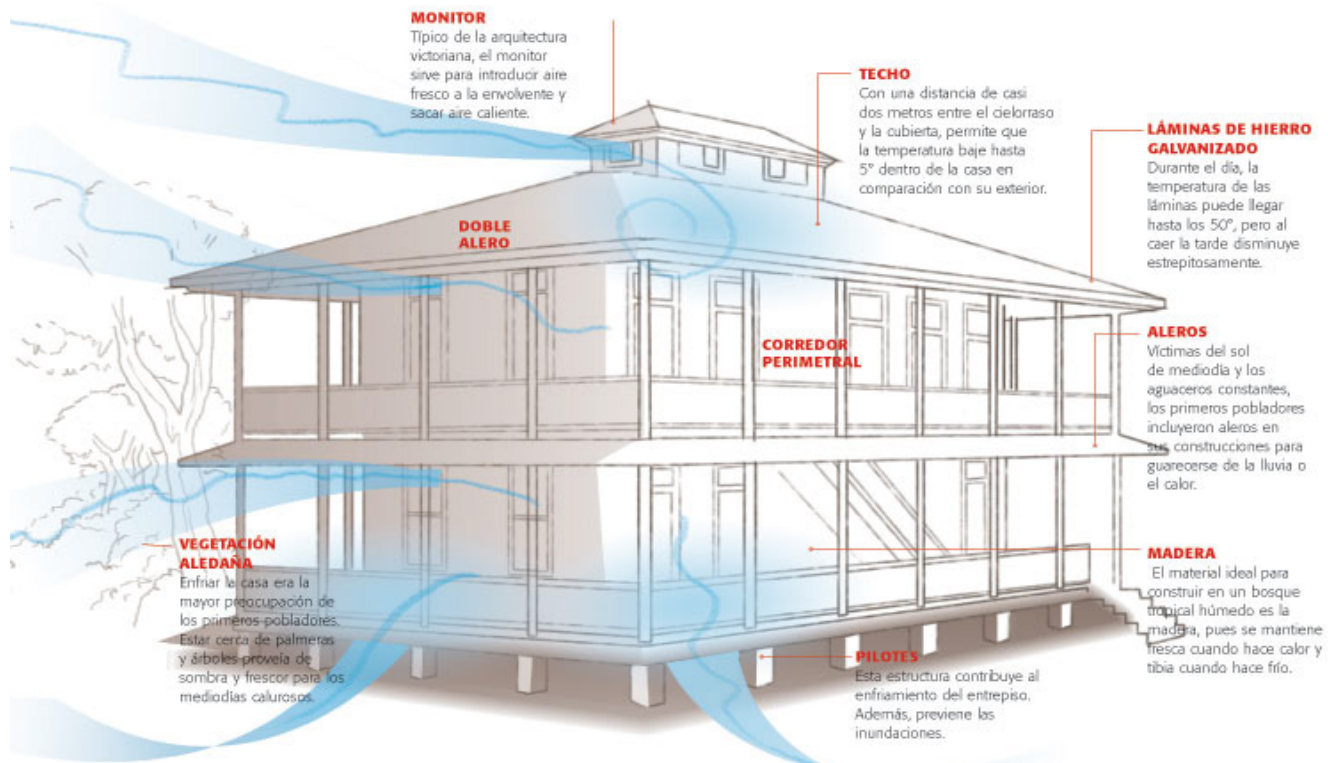 MONITOR
Típico de la arquitectura
victoriana, el monitor
sirve para introducir aire
fresco a la envolvente y
sacar aire caliente.
TECHO
Con una distancia de casi
dos metros entre el cielorraso
y la cubierta, permite que
la temperatura baje hasta
5° dentro de la casa en
comparación con su exterior.
LÁMINAS DE HIERRO
GALVANIZADO
Durante el día, la
temperatura de las
láminas puede llegar
hasta los 50°, pero al
caer la tarde disminuye
estrepitosamente.
DOBLE
ALERO
CORREDOR
PERIMETRAL
ALEROS
Víctimas del sol
de mediodía y los
aguaceros constantes,
los primeros pobladores
incluyeron aleros en
sus construcciones para
guarecerse de la lluvia o
el calor.
VEGETACIÓN
ALEDAÑA
Enfriar la casa era la
mayor preocupación de
los primeros pobladores.
Estar cerca de palmeras
y árboles proveía de
sombra y frescor para los
mediodías calurosos.
MADERA
El material ideal para
construir en un bosque
tropical húmedo es la
madera, pues se mantiene
fresca cuando hace calor y
tibia cuando hace frío.
PILOTES
Esta estructura contribuye al
enfriamiento del entrepiso.
Además, previene las
inundaciones.